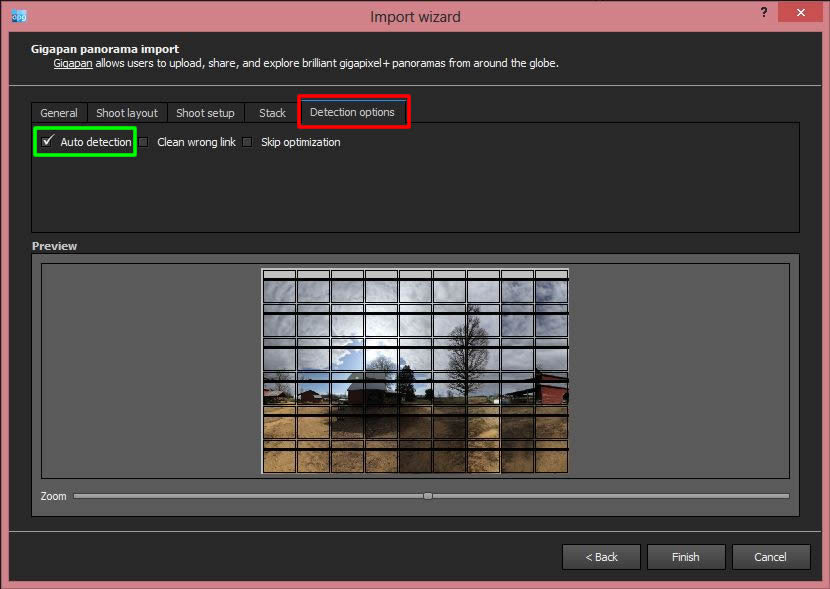 apg
Import wizard
?
Gigapan panorama import
Gigapan allows users to upload, share, and explore brilliant gigapixel+ panoramas from around the globe.
General Shoot layout Shoot setup Stack Detection options
Auto detection Clean wrong link Skip optimization
Preview
Zoom
< Back Finish Cancel